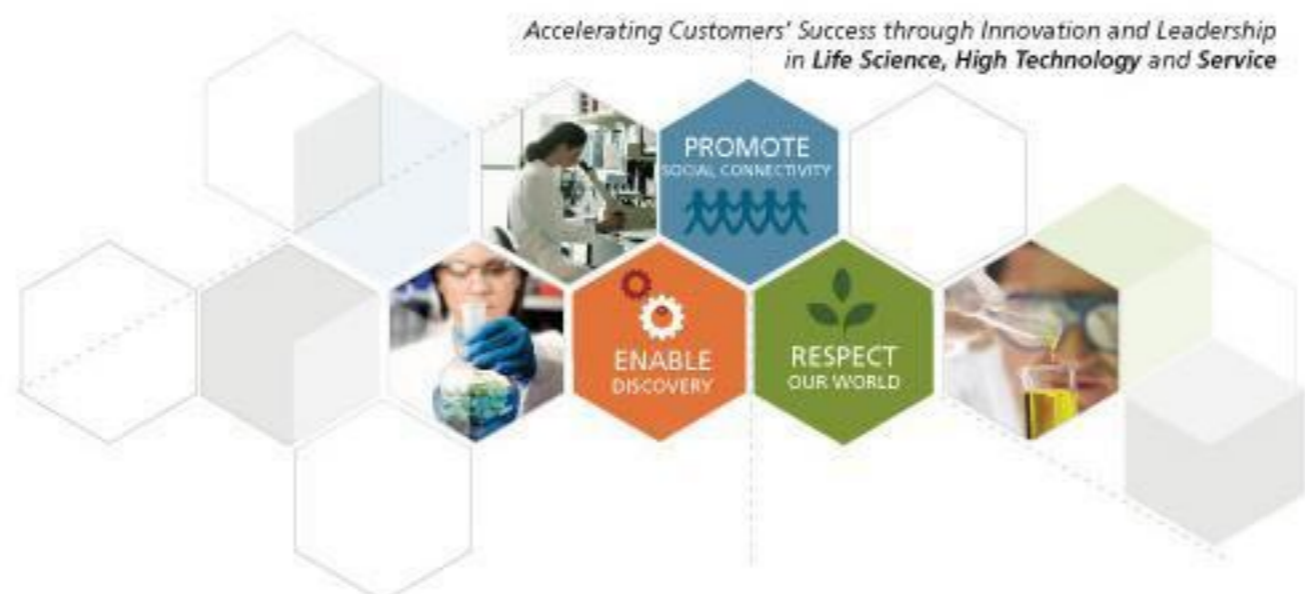 Accelerating Customers' Success through Innovation and Leadership
in Life Science, High Technology and Service
PROMOTE
SOCIAL CONNECTIVITY
ENABLE
DISCOVERY
RESPECT
OUR WORLD